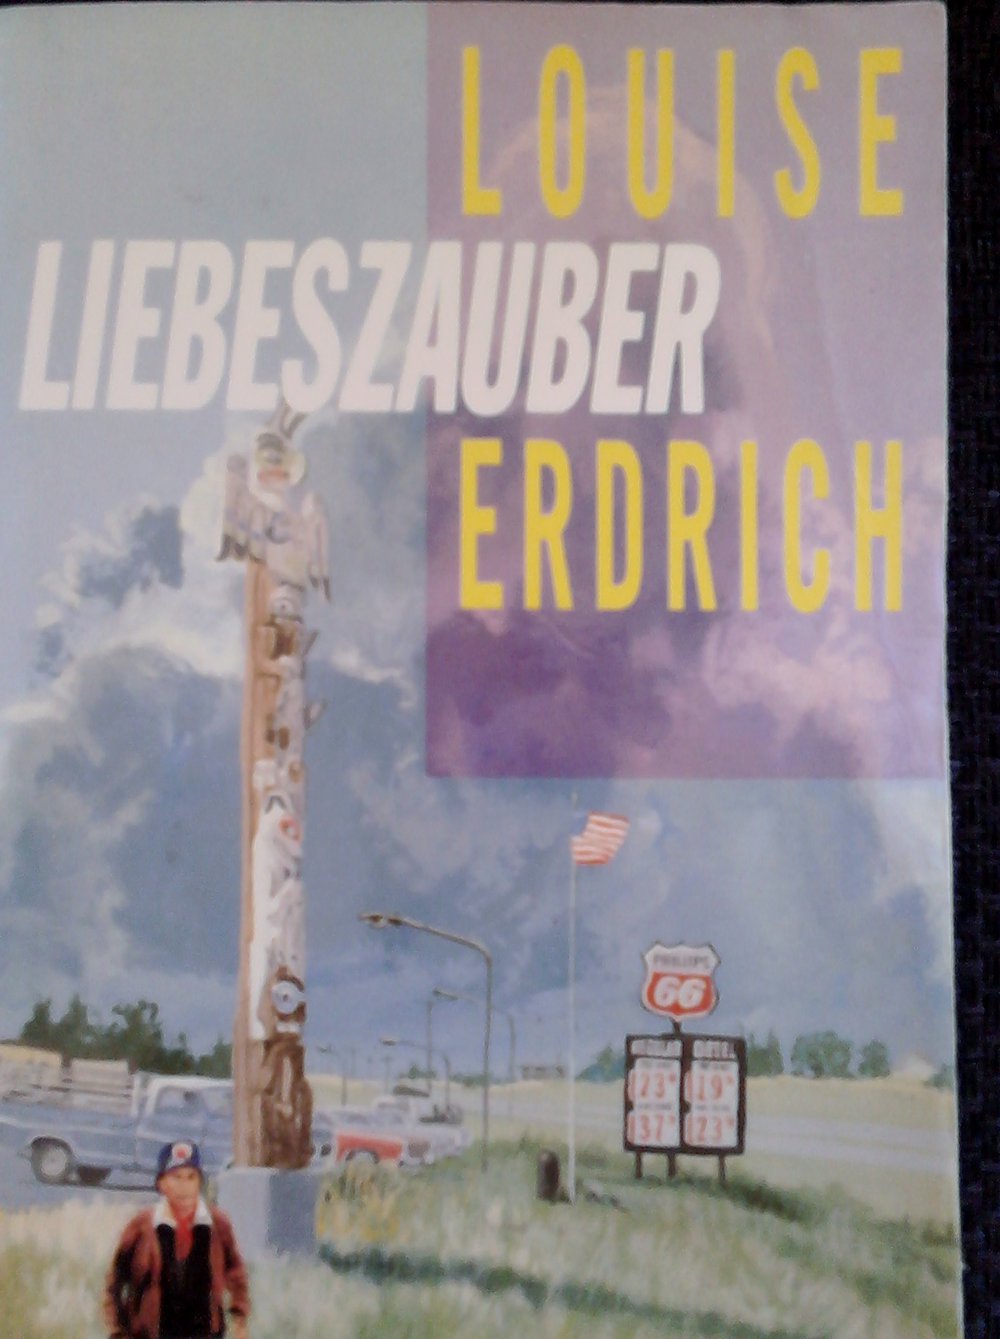 LOUISE
LIEBESZAUBER
ERDRICH
PHILLIPS
66